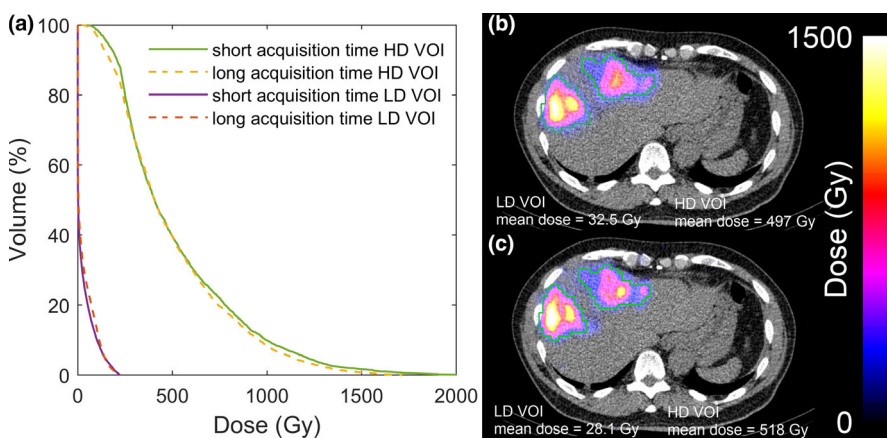 (a)
100
80
60
40
20
0
Volume (%)
short acquisition time HD VOI
long acquisition time HD VOI
short acquisition time LD VOI
long acquisition time LD VOI
0 500 1000 1500 2000
Dose (Gy)
(b)
LD VOI
mean dose = 32.5 Gy
HD VOI
mean dose = 497 Gy
(c)
LD VOI
mean dose = 28.1 Gy
HD VOI
mean dose = 518 Gy
1500
Dose (Gy)
0